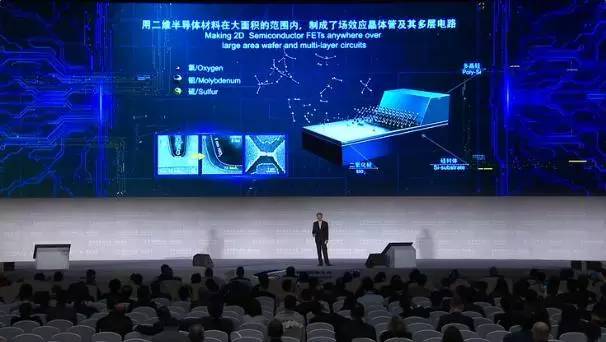 用二维半导体材料在大面积的范围内，制成了场效应晶体管及其多层电路
Making 2D Semiconductor FETs anywhere over
large area wafer and multi-layer circuits
氧/Oxygen
钼/Molybdenum
硫/Sulfur
多晶硅
Poly-Si
二氧化硅
硅衬体
Si-substrate